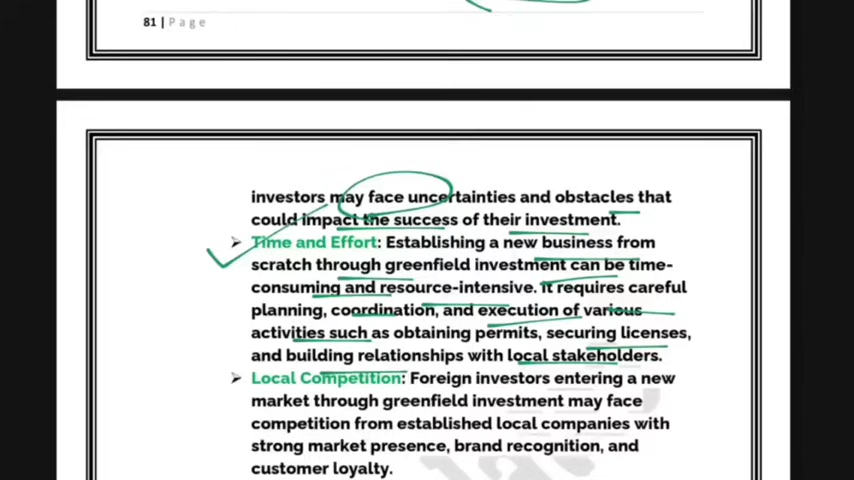 81 | Page
investors may face uncertainties and obstacles that
could impact the success of their investment.
➢ Time and Effort: Establishing a new business from
scratch through greenfield investment can be time-
consuming and resource-intensive. It requires careful
planning, coordination, and execution of various
activities such as obtaining permits, securing licenses,
and building relationships with local stakeholders.
➢ Local Competition: Foreign investors entering a new
market through greenfield investment may face
competition from established local companies with
strong market presence, brand recognition, and
customer loyalty.